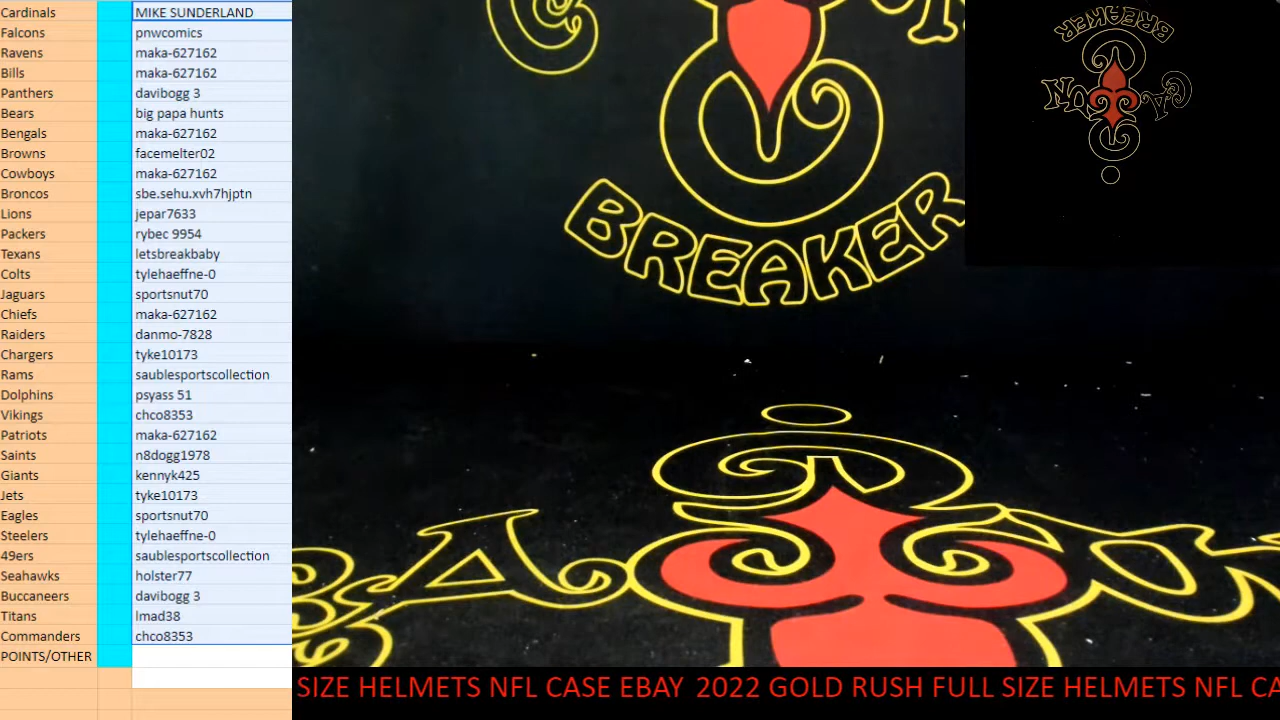 Cardinals MIKE SUNDERLAND
Falcons pnwcomics
Ravens maka-627162
Bills maka-627162
Panthers davibogg 3
Bears big papa hunts
Bengals maka-627162
Browns facemelter02
Cowboys maka-627162
Broncos sbe.sehu.xvh7hjptn
Lions jepar7633
Packers rybec 9954
Texans letsbreakbaby
Colts tylehaeffne-0
Jaguars sportsnut70
Chiefs maka-627162
Raiders danmo-7828
Chargers tyke10173
Rams saublesportscollection
Dolphins psyass 51
Vikings chco8353
Patriots maka-627162
Saints n8dogg1978
Giants kennyk425
Jets tyke10173
Eagles sportsnut70
Steelers tylehaeffne-0
49ers saublesportscollection
Seahawks holster77
Buccaneers davibogg 3
Titans lmad38
Commanders chco8353
POINTS/OTHER
BREAKER
BREAKER
SIZE HELMETS NFL CASE EBAY 2022 GOLD RUSH FULL SIZE HELMETS NFL CA